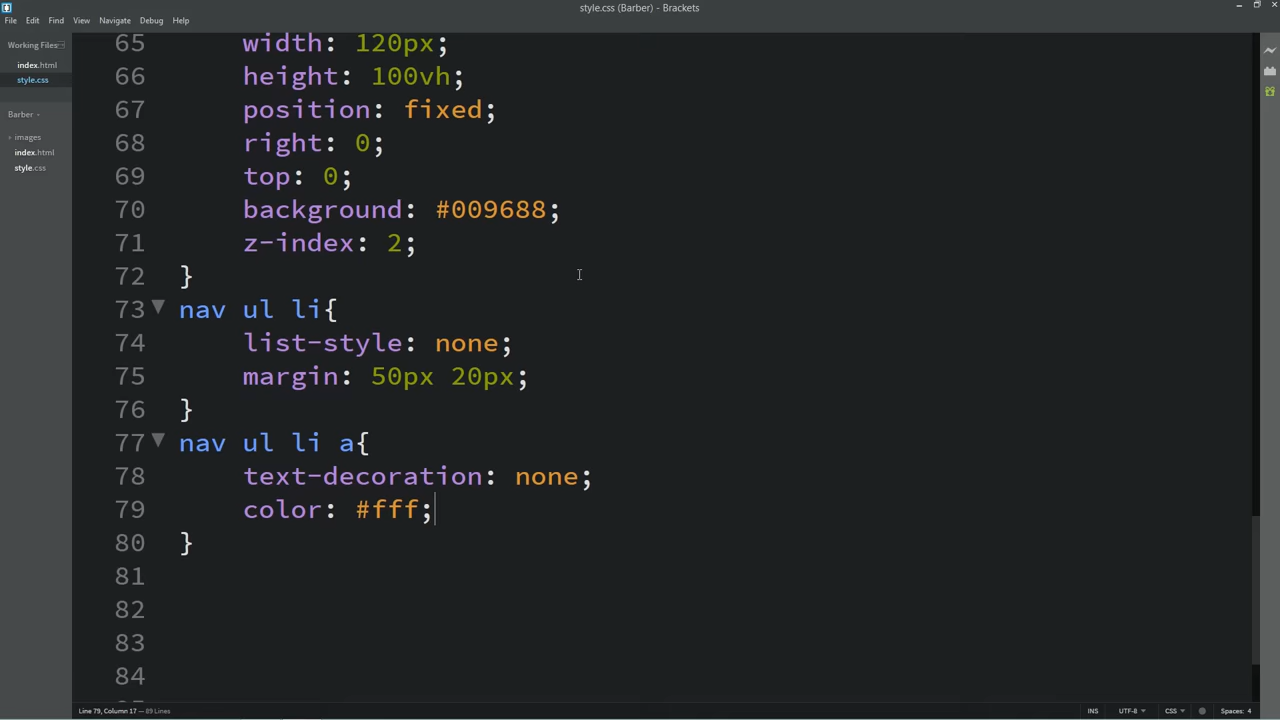 style.css (Barber) - Brackets
File Edit Find View Navigate Debug Help
Working Files
index.html
style.css
Barber
images
index.html
style.css
65 width: 120px;
66 height: 100vh;
67 position: fixed;
68 right: 0;
69 top: 0;
70 background: #009688;
71 z-index: 2;
72 }
73 nav ul li{
74 list-style: none;
75 margin: 50px 20px;
76 }
77 nav ul li a{
78 text-decoration: none;
79 color: #fff;
80 }
81
82
83
84
Line 79, Column 17 — 89 Lines
INS UTF-8 CSS Spaces: 4